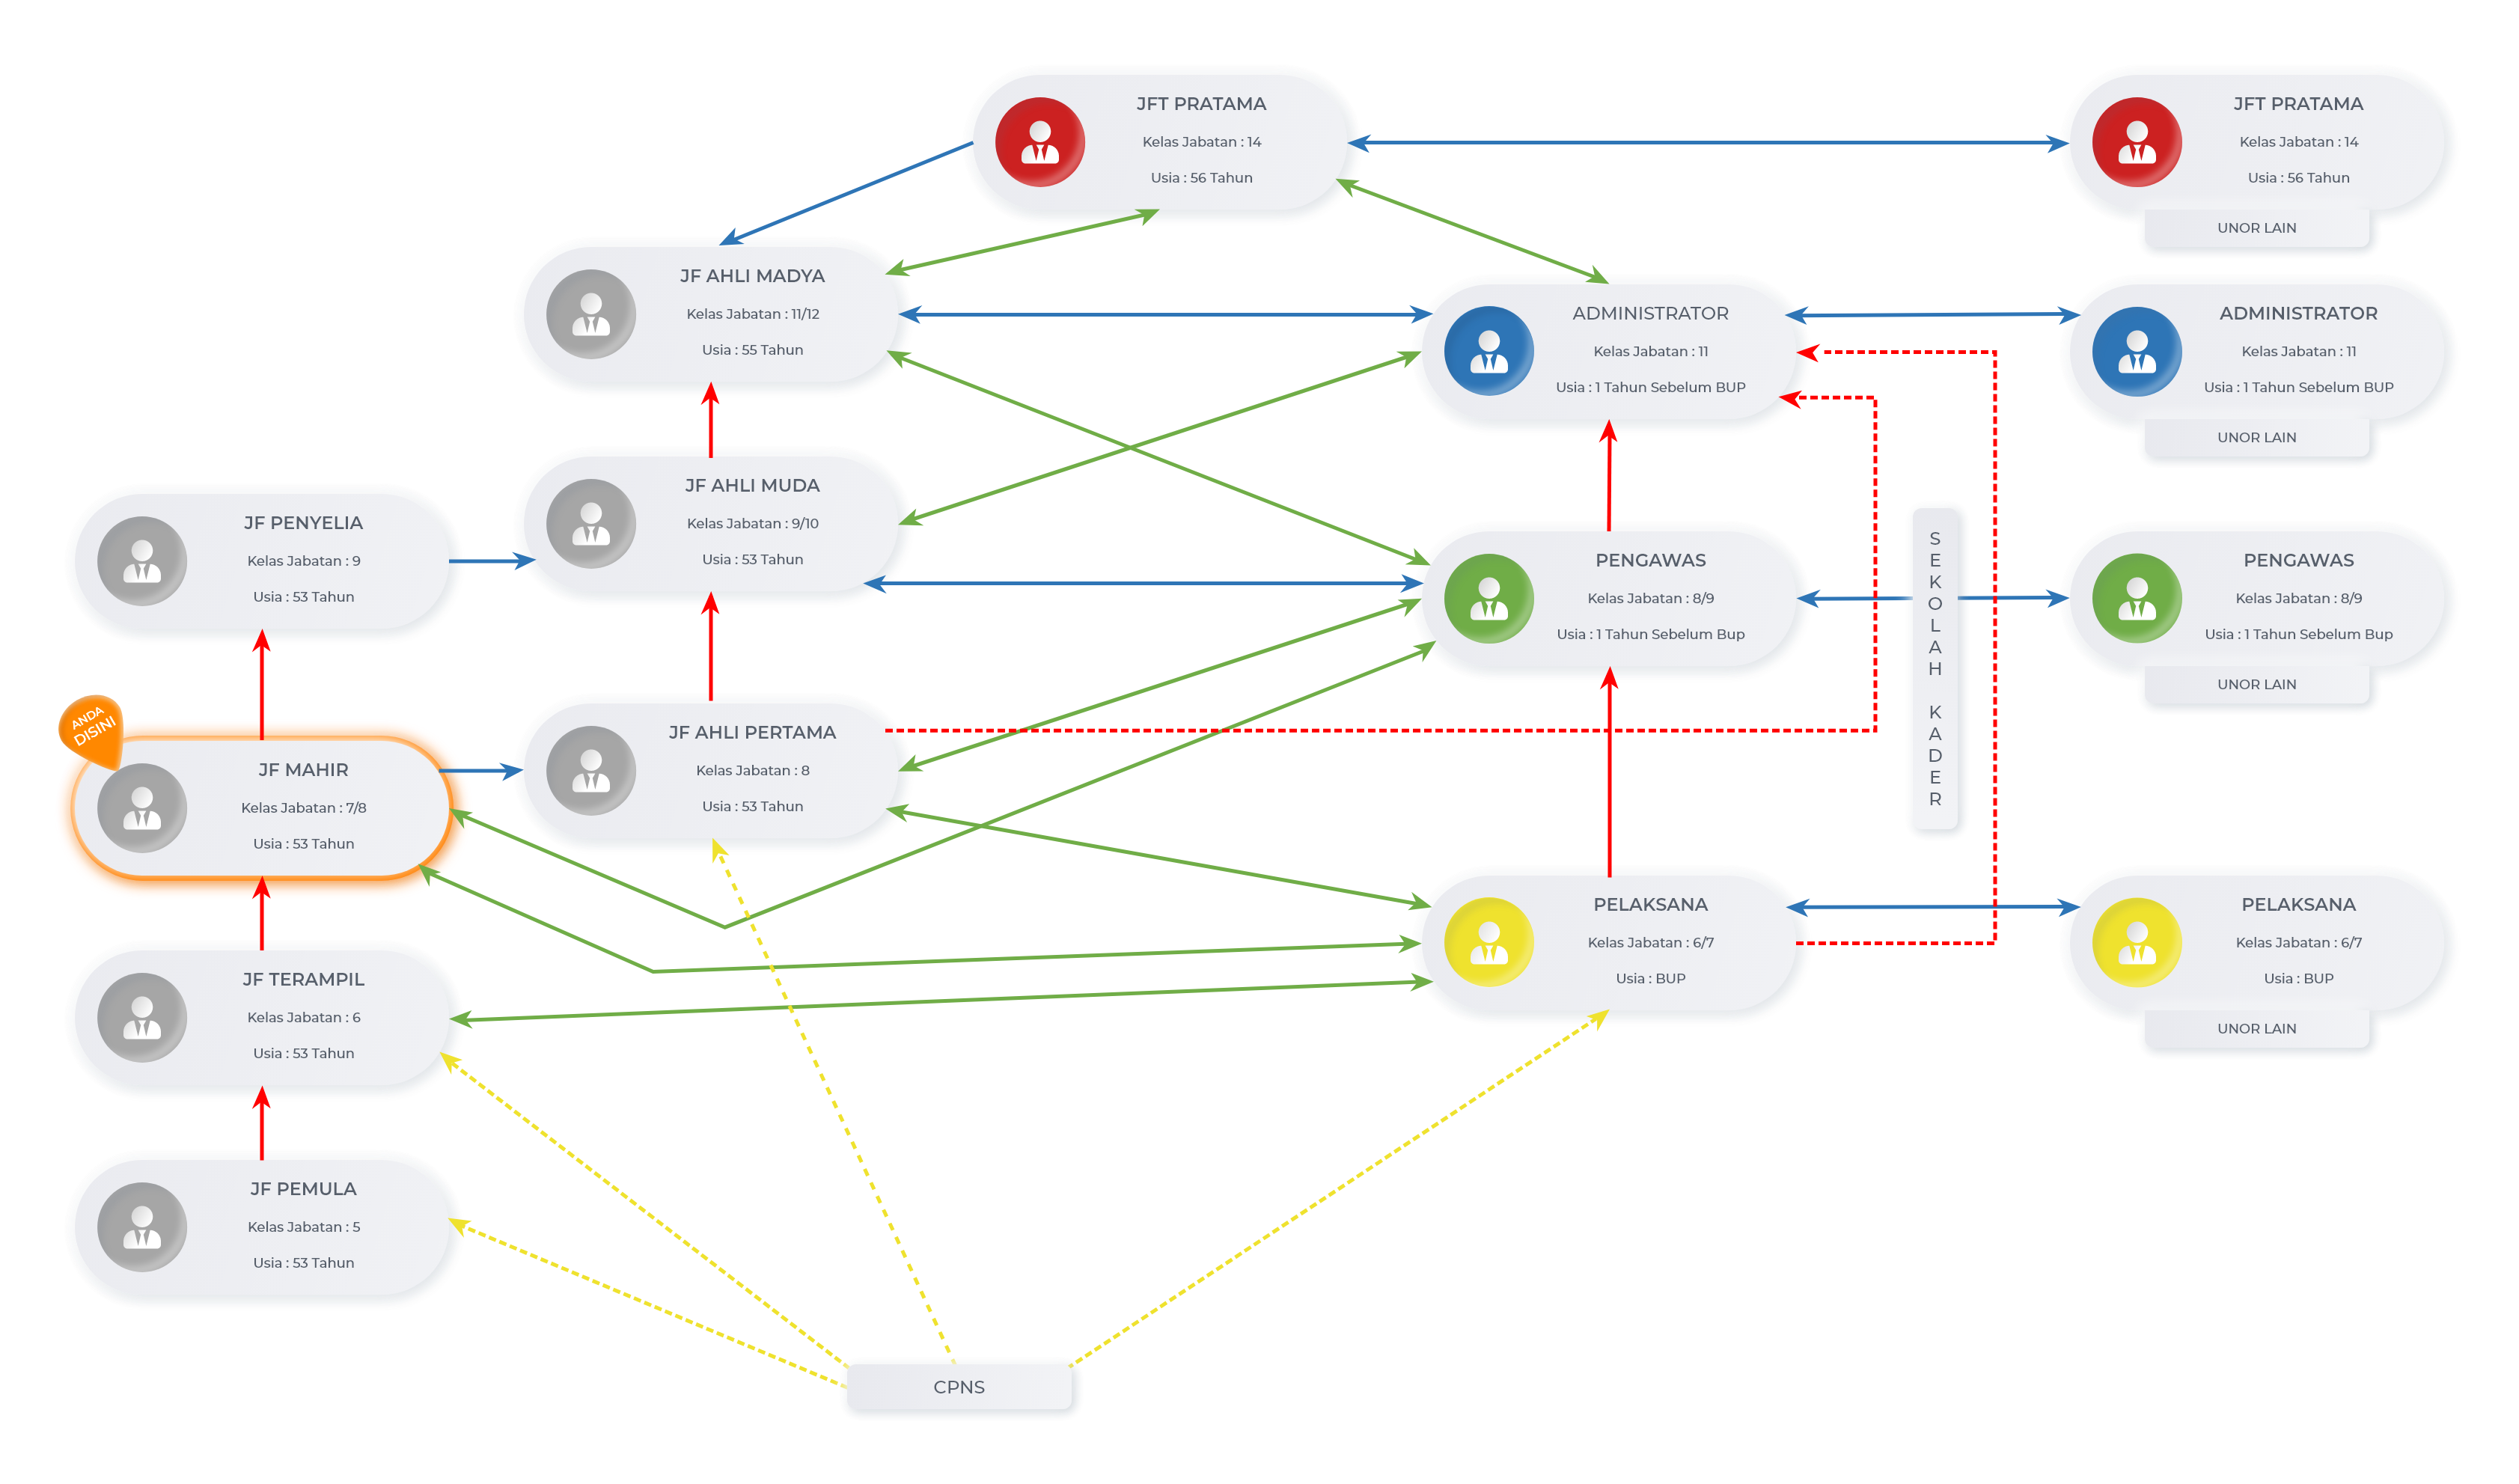 JFT PRATAMA
Kelas Jabatan : 14
Usia : 56 Tahun
JFT PRATAMA
Kelas Jabatan : 14
Usia : 56 Tahun
UNOR LAIN
JF AHLI MADYA
Kelas Jabatan : 11/12
Usia : 55 Tahun
ADMINISTRATOR
Kelas Jabatan : 11
Usia : 1 Tahun Sebelum BUP
ADMINISTRATOR
Kelas Jabatan : 11
Usia : 1 Tahun Sebelum BUP
UNOR LAIN
JF PENYELIA
Kelas Jabatan : 9
Usia : 53 Tahun
JF AHLI MUDA
Kelas Jabatan : 9/10
Usia : 53 Tahun
PENGAWAS
Kelas Jabatan : 8/9
Usia : 1 Tahun Sebelum Bup
SEKOLAH KADER
PENGAWAS
Kelas Jabatan : 8/9
Usia : 1 Tahun Sebelum Bup
UNOR LAIN
ANDA
DISINI
JF MAHIR
Kelas Jabatan : 7/8
Usia : 53 Tahun
JF AHLI PERTAMA
Kelas Jabatan : 8
Usia : 53 Tahun
PELAKSANA
Kelas Jabatan : 6/7
Usia : BUP
PELAKSANA
Kelas Jabatan : 6/7
Usia : BUP
UNOR LAIN
JF TERAMPIL
Kelas Jabatan : 6
Usia : 53 Tahun
JF PEMULA
Kelas Jabatan : 5
Usia : 53 Tahun
CPNS